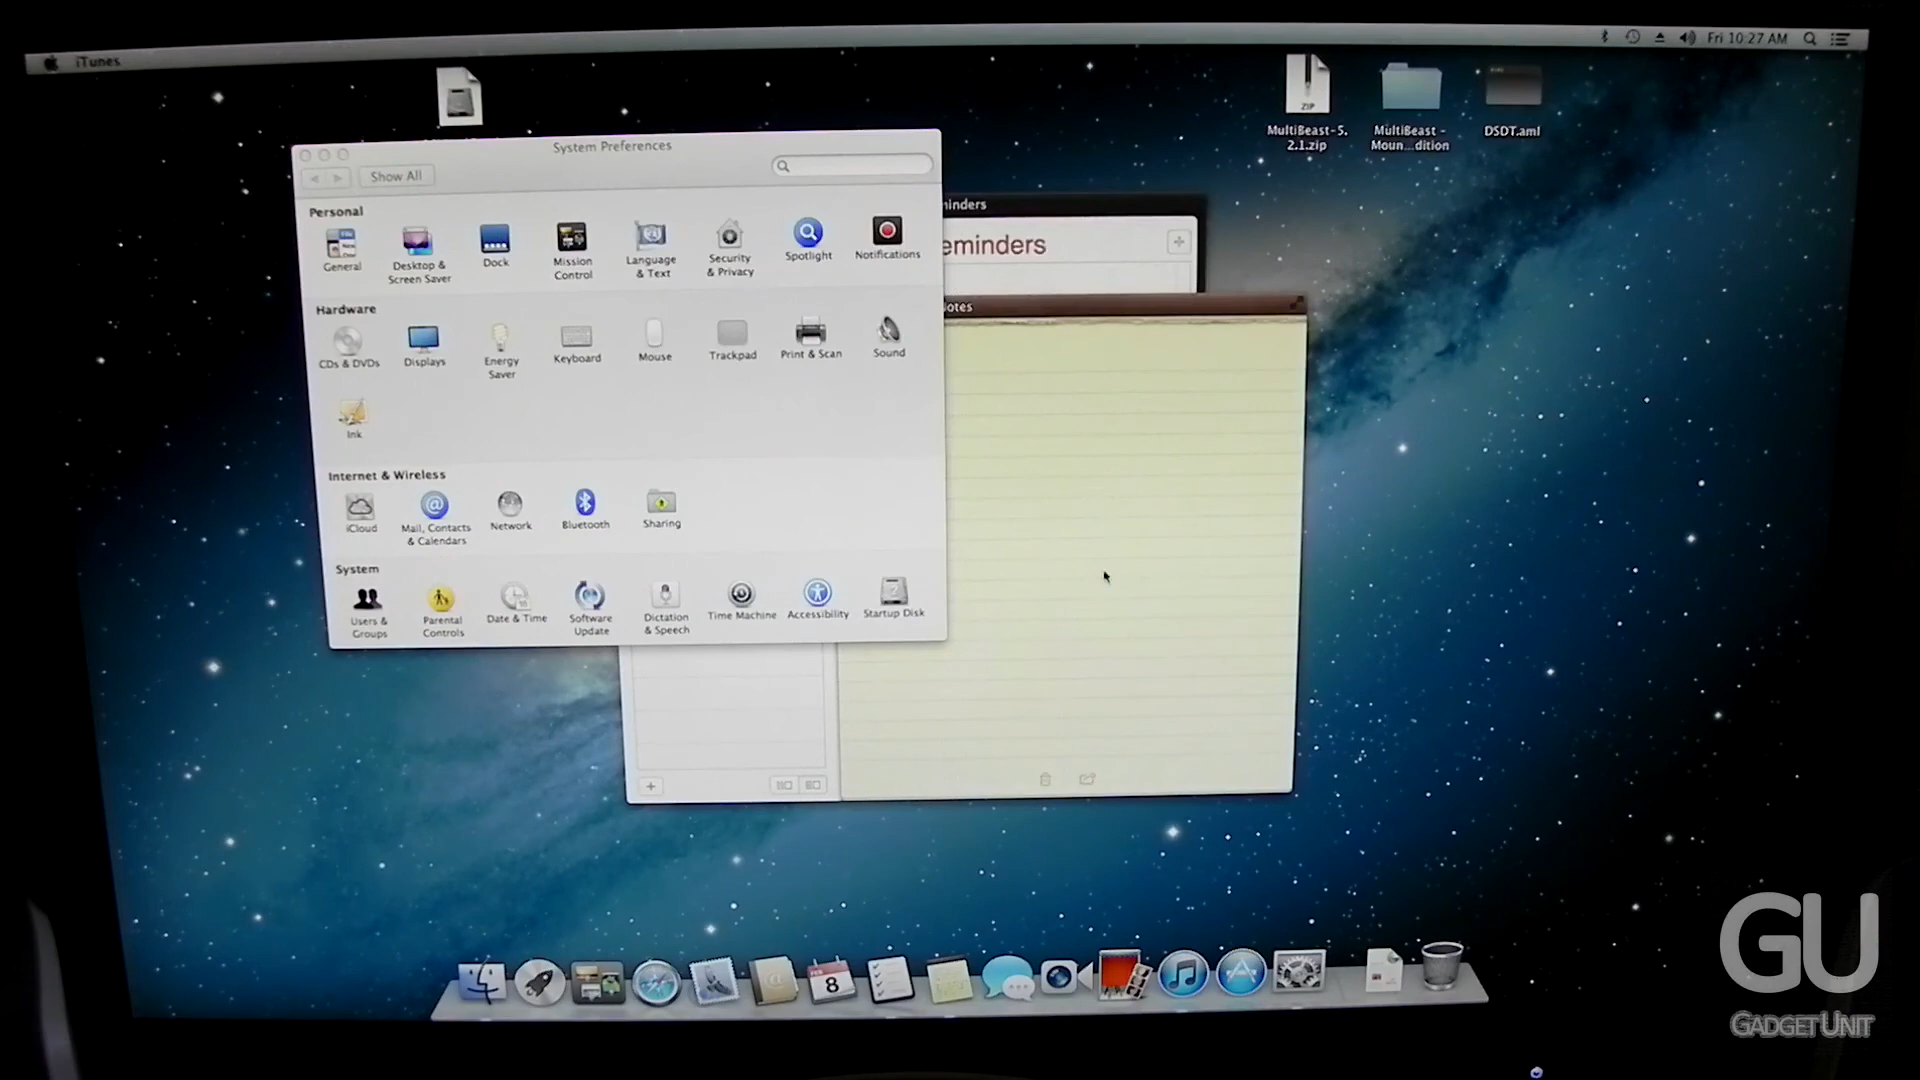 iTunes
Fri 10:27 AM
ZIP
MultiBeast-5.
2.1.zip
MultiBeast -
Moun...dition
DSDT.aml
System Preferences
Show All
Personal
General
Desktop &
Screen Saver
Dock
Mission
Control
Language
& Text
Security
& Privacy
Spotlight
Notifications
Hardware
CDs & DVDs
Displays
Energy
Saver
Keyboard
Mouse
Trackpad
Print & Scan
Sound
Ink
Internet & Wireless
iCloud
Mail, Contacts
& Calendars
Network
Bluetooth
Sharing
System
Users &
Groups
Parental
Controls
Date & Time
Software
Update
Dictation
& Speech
Time Machine
Accessibility
Startup Disk
inders
eminders
otes
FEB
8
GU
GADGETUNIT